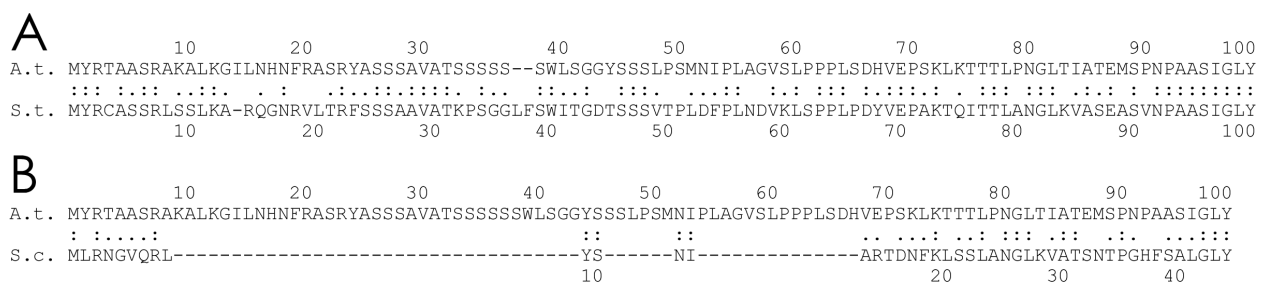 A
10 20 30 40 50 60 70 80 90 100
A.t. MYRTAASRAKALKGILNHNFRASRYASSSAVATSSSSS--SWLSGGYSSSLPSMNIPLAGVSLPPPLSDHVEPSKLKTTTLPNGLTIATEMSPNPAASIGLY
::: :.:: ..:: . : : .:.:::.::::. :. ::..: ::: .:. .:: .: :.::: :.::::.: . ::: :::.:.: : ::::::::::
S.t. MYRCASSRLSSLKA-RQGNRVLTRFSSSAAVATKPSGGLFSWITGDTSSSVTPLDFPLNDVKLSPPLPDYVEPAKTQITTLANGLKVASEASVNPAASIGLY
10 20 30 40 50 60 70 80 90 100
B
10 20 30 40 50 60 70 80 90 100
A.t. MYRTAASRAKALKGILNHNFRASRYASSSAVATSSSSSSWLSGGYSSSLPSMNIPLAGVSLPPPLSDHVEPSKLKTTTLPNGLTIATEMSPNPAASIGLY
: :....: :: :: .. ..: ..: ::: .:: .:. ...:::
S.c. MLRNGVQRL-----------------------------------YS------NI--------------ARTDNFKLSSLANGLKVATSNTPGHFSALGLY
10 20 30 40